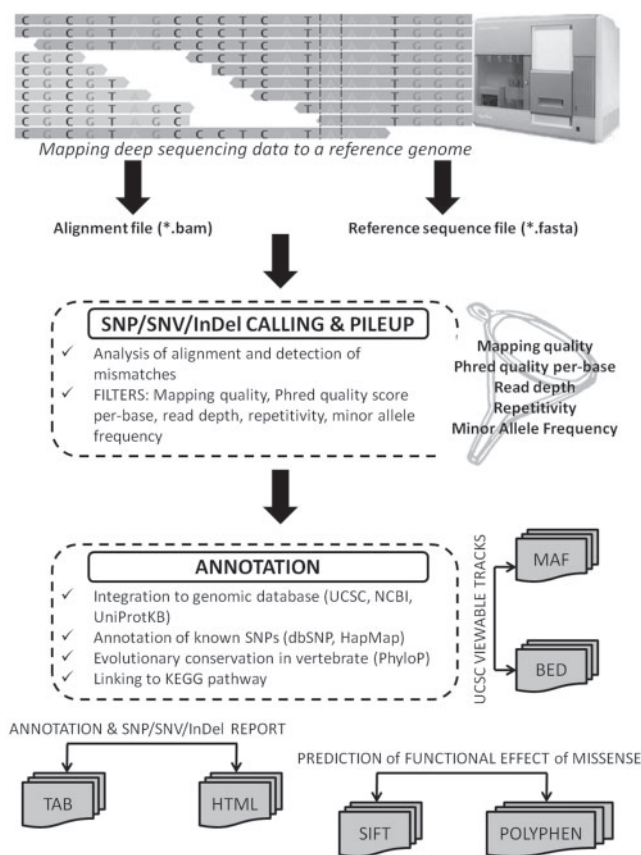 C G C G T A G C C C T C A T A A A T G G G
C G C G T A G C C C T C A T A A A T G G G
G C G T A G C C C T C A T A A A T G G G
C G C C C T C A T A A A T G G G
C G C G C T C A T A A A T G G G
C G C G T T C A T A A A T G G G
C G C G T A C A T A A A T G G G
C G C G T A G C T A A A T G G G
C G C G T A G C A A A T G G G
C G C G T A G C C C T C A T A A A
Mapping deep sequencing data to a reference genome
Alignment file (*.bam)
Reference sequence file (*.fasta)
SNP/SNV/InDel CALLING & PILEUP
✓ Analysis of alignment and detection of
mismatches
✓ FILTERS: Mapping quality, Phred quality score
per-base, read depth, repetitivity, minor allele
frequency
Mapping quality
Phred quality per-base
Read depth
Repetitivity
Minor Allele Frequency
ANNOTATION
✓ Integration to genomic database (UCSC, NCBI,
UniProtKB)
✓ Annotation of known SNPs (dbSNP, HapMap)
✓ Evolutionary conservation in vertebrate (PhyloP)
✓ Linking to KEGG pathway
UCSC VIEWABLE TRACKS
MAF
BED
ANNOTATION & SNP/SNV/InDel REPORT
TAB
HTML
PREDICTION of FUNCTIONAL EFFECT of MISSENSE
SIFT
POLYPHEN